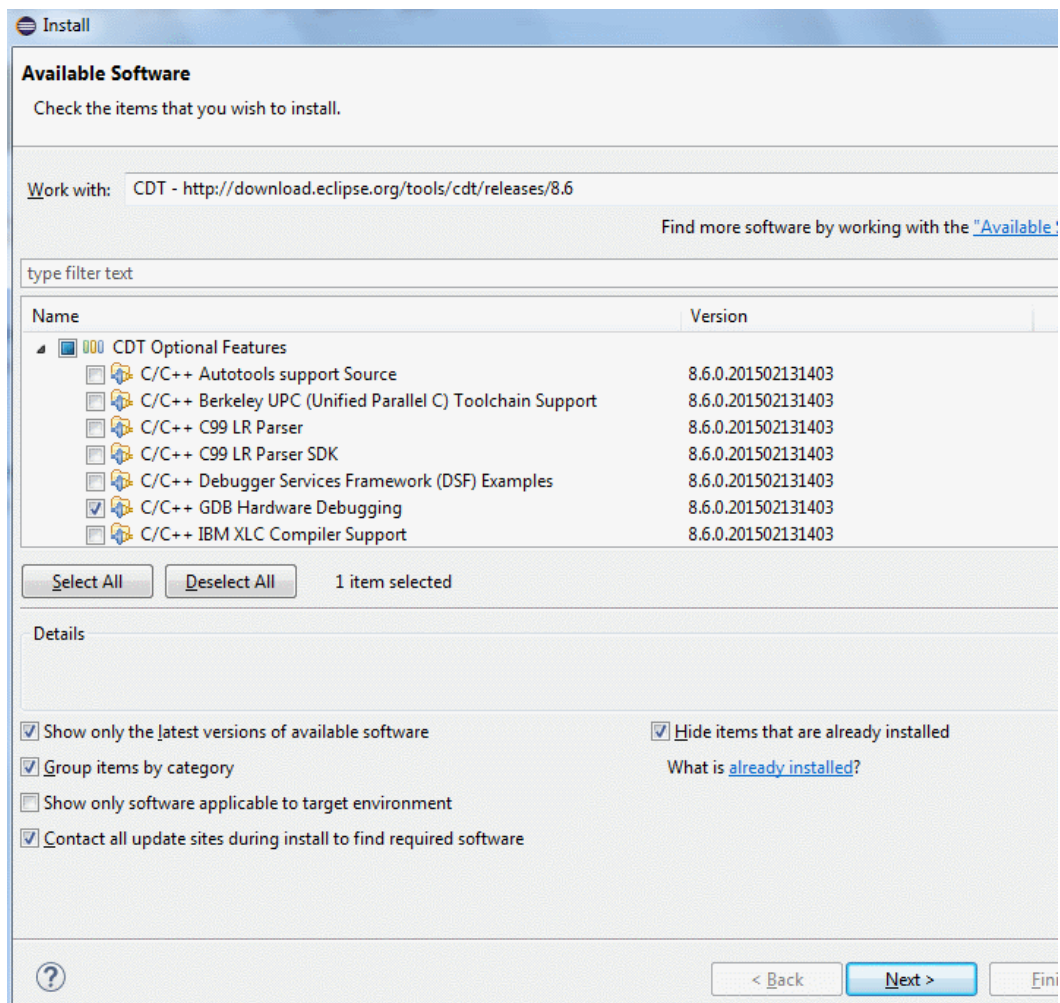 Install
Available Software
Check the items that you wish to install.
Work with: CDT - http://download.eclipse.org/tools/cdt/releases/8.6
Find more software by working with the "Available S
type filter text
Name Version
CDT Optional Features
C/C++ Autotools support Source 8.6.0.201502131403
C/C++ Berkeley UPC (Unified Parallel C) Toolchain Support 8.6.0.201502131403
C/C++ C99 LR Parser 8.6.0.201502131403
C/C++ C99 LR Parser SDK 8.6.0.201502131403
C/C++ Debugger Services Framework (DSF) Examples 8.6.0.201502131403
C/C++ GDB Hardware Debugging 8.6.0.201502131403
C/C++ IBM XLC Compiler Support 8.6.0.201502131403
Select All Deselect All 1 item selected
Details
Show only the latest versions of available software Hide items that are already installed
Group items by category What is already installed?
Show only software applicable to target environment
Contact all update sites during install to find required software
? < Back Next > Fini